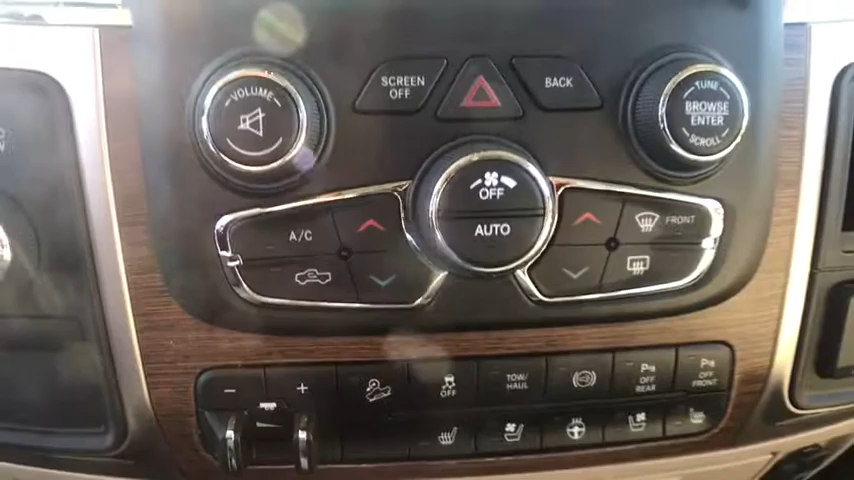 VOLUME
SCREEN
OFF
BACK
TUNE
BROWSE
ENTER
SCROLL
OFF
AUTO
A/C
FRONT
- +
OFF
TOW/
HAUL
P
OFF
REAR
P
OFF
FRONT